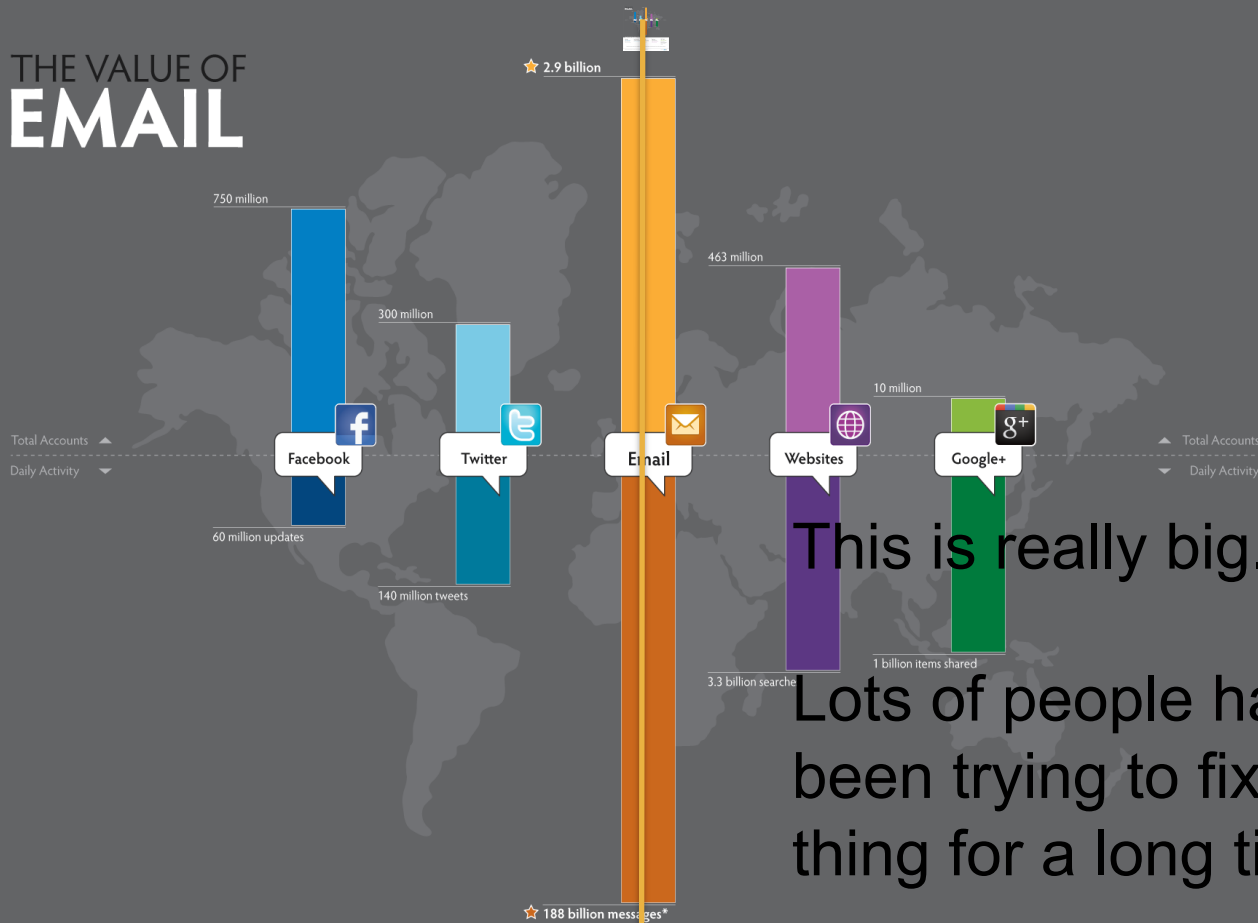 THE VALUE OF
EMAIL
2.9 billion
750 million
463 million
300 million
10 million
f
t
g+
Total Accounts
Total Accounts
Facebook
Twitter
Email
Websites
Google+
Daily Activity
Daily Activity
60 million updates
This is really big.
140 million tweets
1 billion items shared
3.3 billion searche
Lots of people ha
been trying to fix
thing for a long ti
188 billion messages*